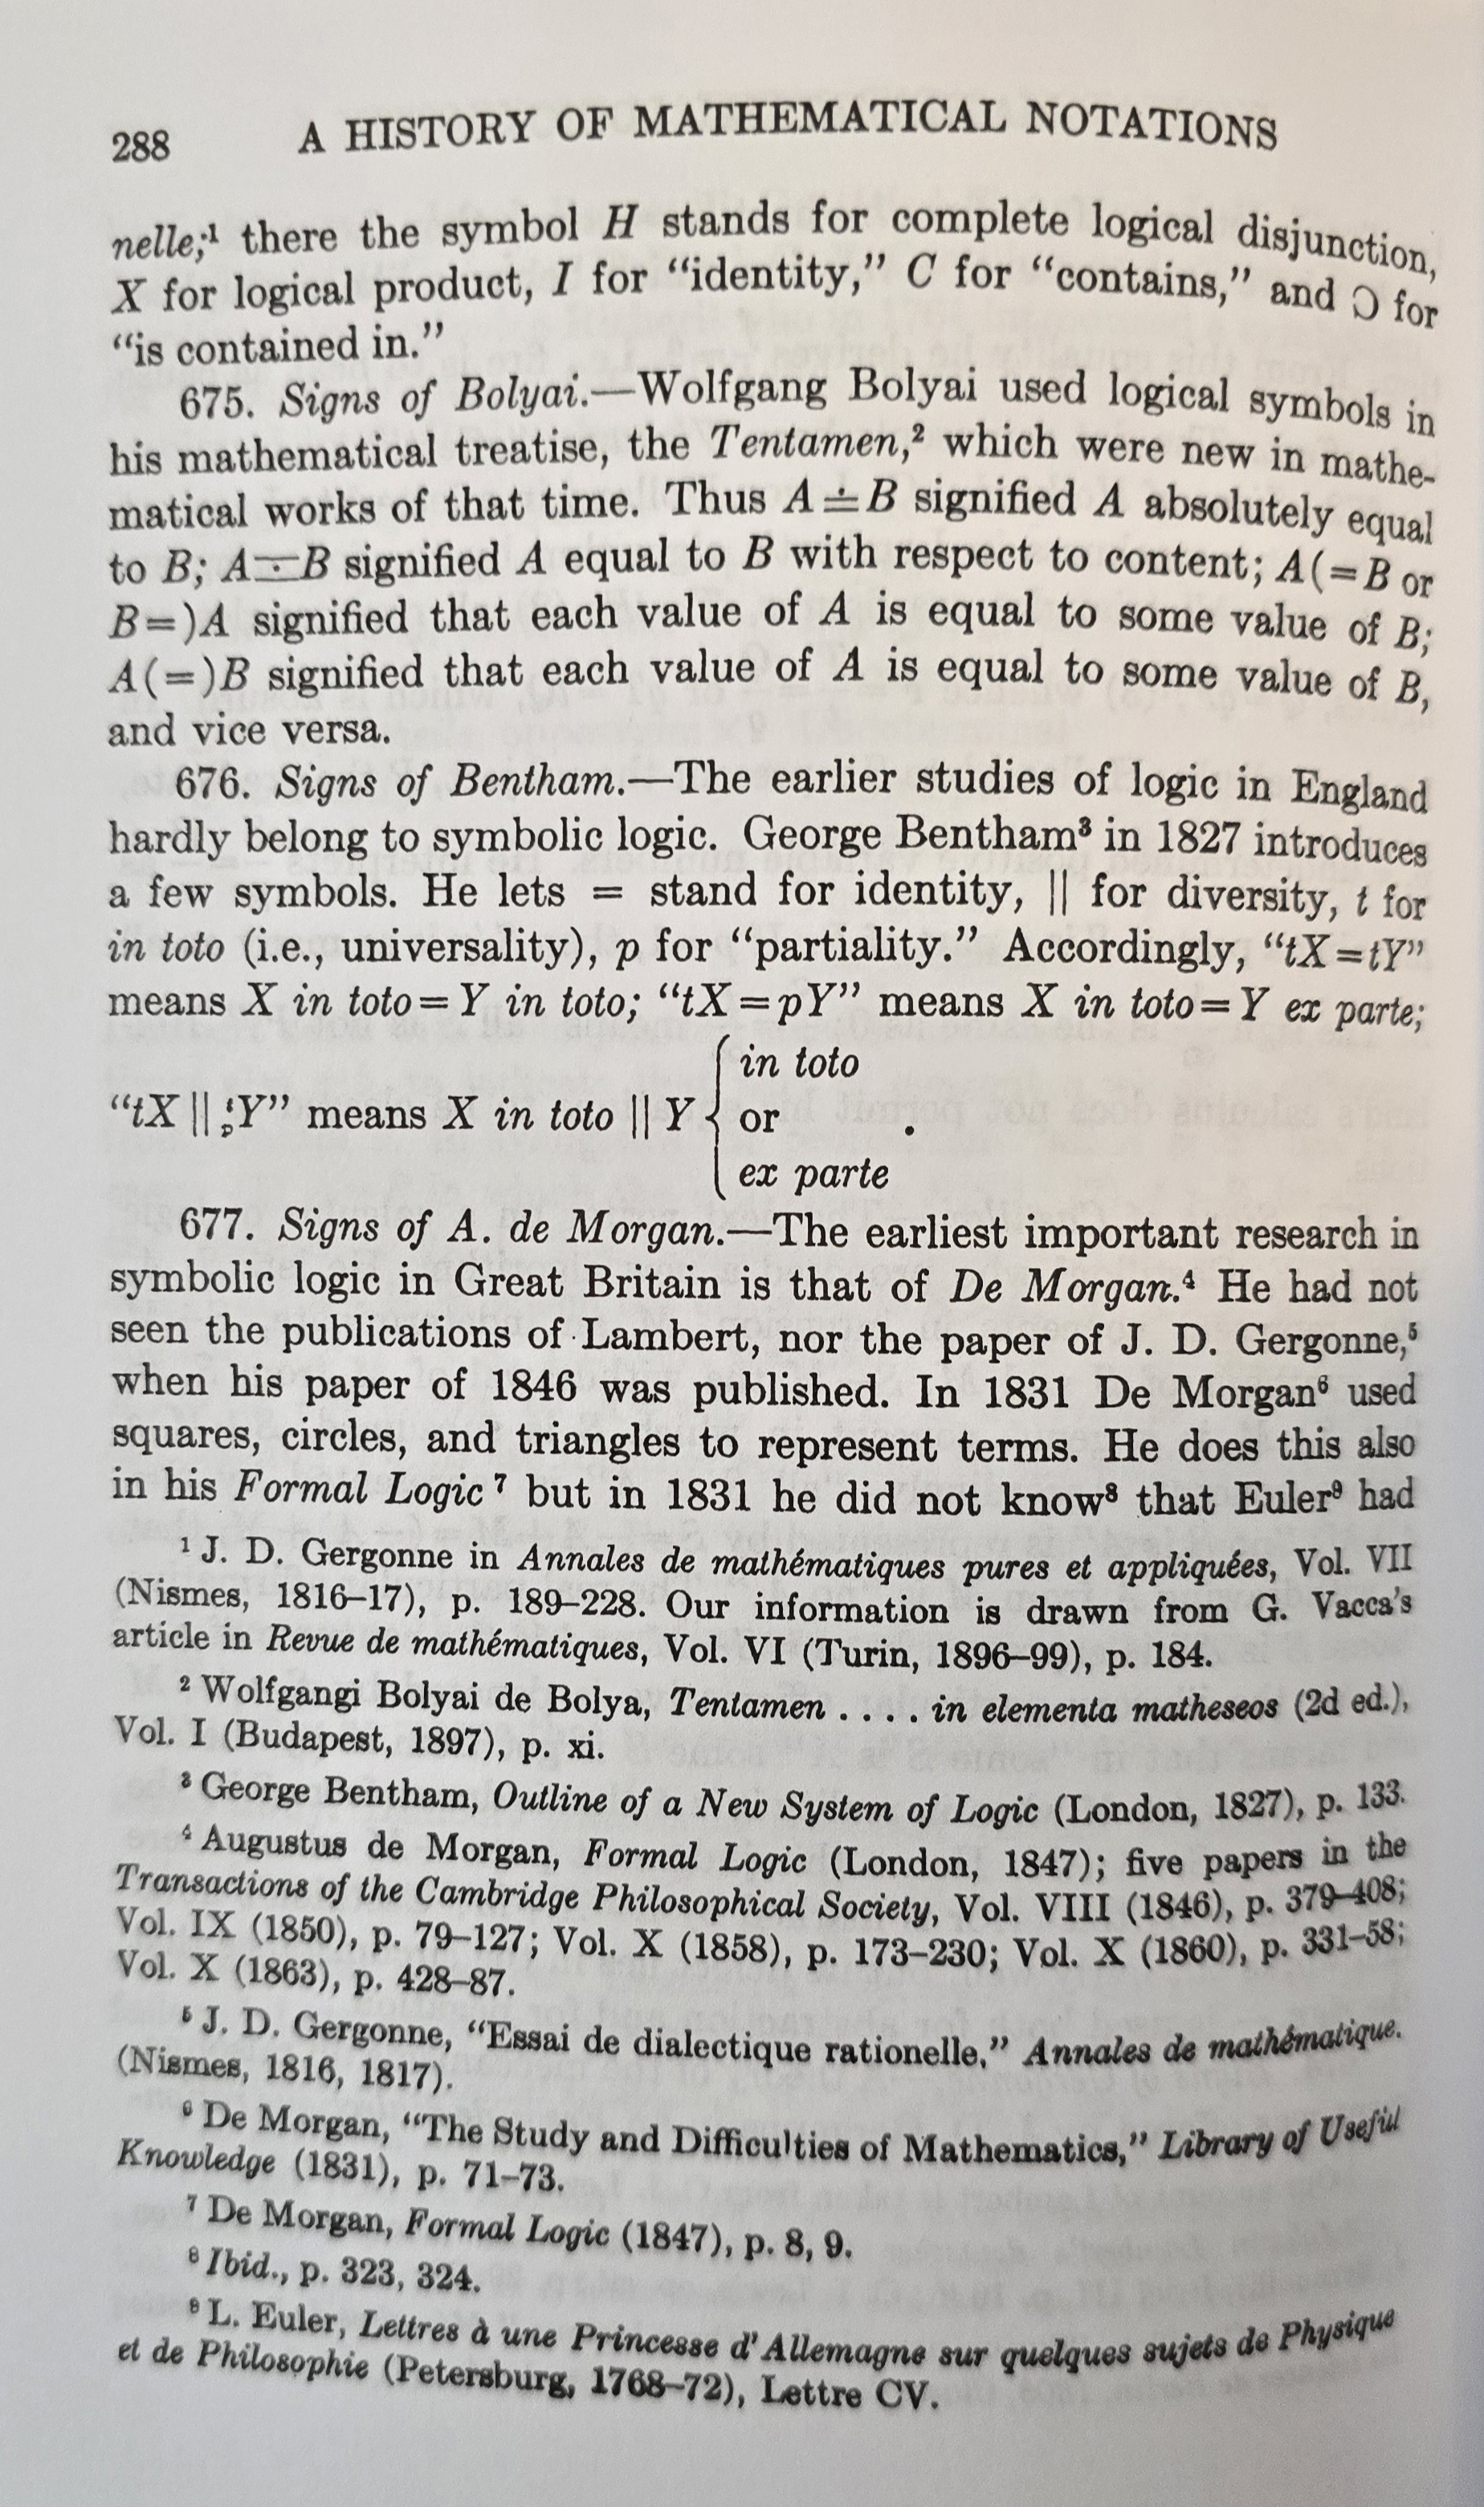 288 A HISTORY OF MATHEMATICAL NOTATIONS
nelle;¹ there the symbol H stands for complete logical disjunction,
X for logical product, I for “identity,” C for “contains,” and Ɔ for
“is contained in.”
675. Signs of Bolyai.—Wolfgang Bolyai used logical symbols in
his mathematical treatise, the Tentamen,² which were new in mathe-
matical works of that time. Thus A≐B signified A absolutely equal
to B; A B signified A equal to B with respect to content; A(=B or
B=)A signified that each value of A is equal to some value of B;
A(=)B signified that each value of A is equal to some value of B,
and vice versa.
676. Signs of Bentham.—The earlier studies of logic in England
hardly belong to symbolic logic. George Bentham³ in 1827 introduces
a few symbols. He lets = stand for identity, || for diversity, t for
in toto (i.e., universality), p for “partiality.” Accordingly, “tX=tY”
means X in toto=Y in toto; “tX=pY” means X in toto=Y ex parte;
“tX || t/pY” means X in toto || Y { in toto
or .
ex parte
677. Signs of A. de Morgan.—The earliest important research in
symbolic logic in Great Britain is that of De Morgan.⁴ He had not
seen the publications of Lambert, nor the paper of J. D. Gergonne,⁵
when his paper of 1846 was published. In 1831 De Morgan⁶ used
squares, circles, and triangles to represent terms. He does this also
in his Formal Logic⁷ but in 1831 he did not know⁸ that Euler⁹ had
¹ J. D. Gergonne in Annales de mathématiques pures et appliquées, Vol. VII
(Nismes, 1816–17), p. 189–228. Our information is drawn from G. Vacca's
article in Revue de mathématiques, Vol. VI (Turin, 1896–99), p. 184.
² Wolfgangi Bolyai de Bolya, Tentamen . . . . in elementa matheseos (2d ed.),
Vol. I (Budapest, 1897), p. xi.
³ George Bentham, Outline of a New System of Logic (London, 1827), p. 133.
⁴ Augustus de Morgan, Formal Logic (London, 1847); five papers in the
Transactions of the Cambridge Philosophical Society, Vol. VIII (1846), p. 379–408;
Vol. IX (1850), p. 79–127; Vol. X (1858), p. 173–230; Vol. X (1860), p. 331–58;
Vol. X (1863), p. 428–87.
⁵ J. D. Gergonne, “Essai de dialectique rationelle,” Annales de mathématique.
(Nismes, 1816, 1817).
⁶ De Morgan, “The Study and Difficulties of Mathematics,” Library of Useful
Knowledge (1831), p. 71–73.
⁷ De Morgan, Formal Logic (1847), p. 8, 9.
⁸ Ibid., p. 323, 324.
⁹ L. Euler, Lettres à une Princesse d'Allemagne sur quelques sujets de Physique
et de Philosophie (Petersburg, 1768–72), Lettre CV.